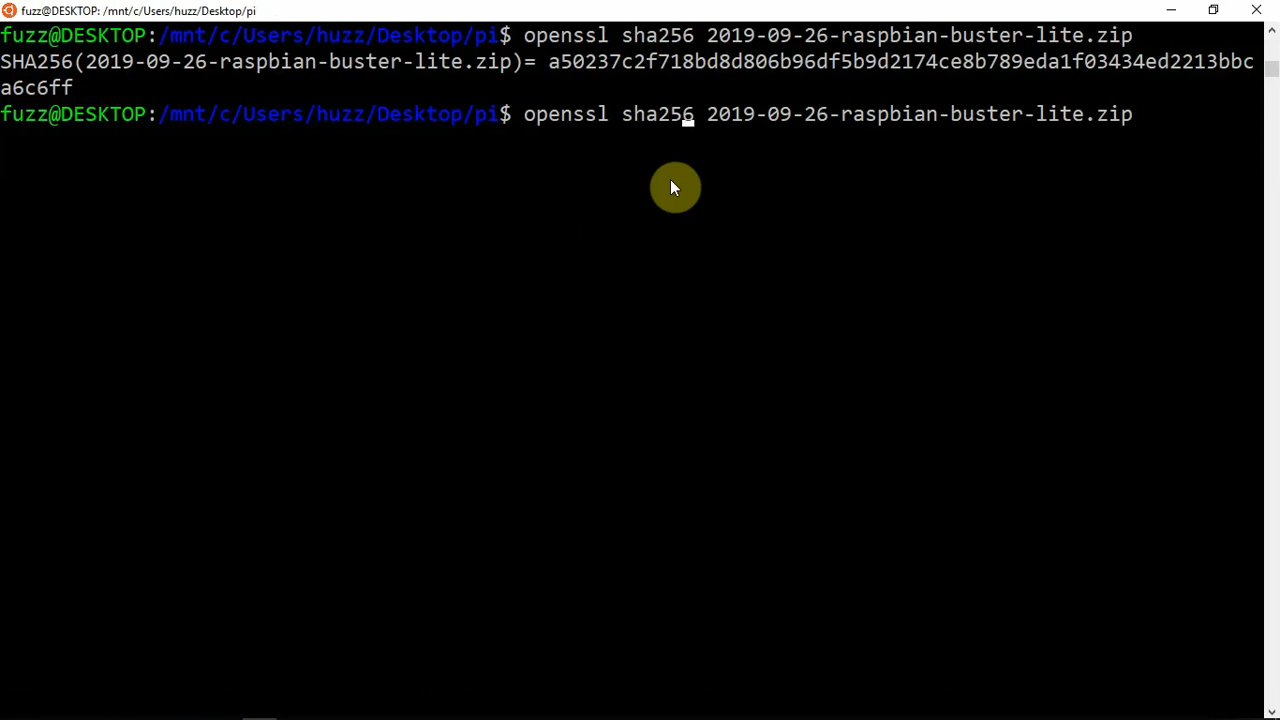 fuzz@DESKTOP: /mnt/c/Users/huzz/Desktop/pi
fuzz@DESKTOP:/mnt/c/Users/huzz/Desktop/pi$ openssl sha256 2019-09-26-raspbian-buster-lite.zip
SHA256(2019-09-26-raspbian-buster-lite.zip)= a50237c2f718bd8d806b96df5b9d2174ce8b789eda1f03434ed2213bbc
a6c6ff
fuzz@DESKTOP:/mnt/c/Users/huzz/Desktop/pi$ openssl sha256 2019-09-26-raspbian-buster-lite.zip